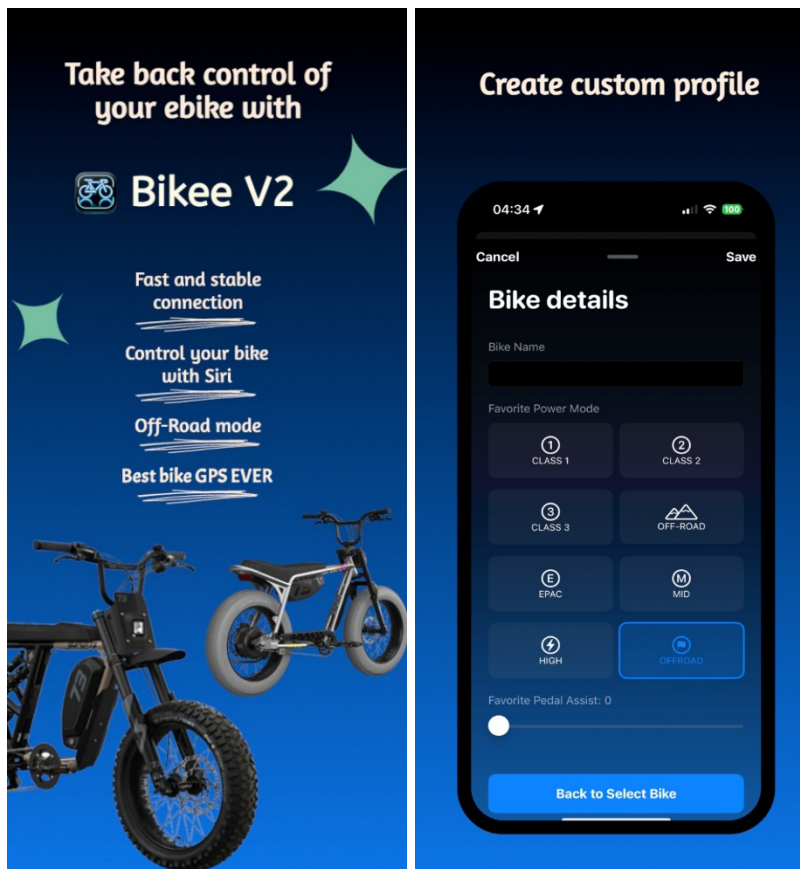 Take back control of
your ebike with
Bikee V2
Fast and stable
connection
Control your bike
with Siri
Off-Road mode
Best bike GPS EVER
73
Create custom profile
04:34
100
Cancel
Save
Bike details
Bike Name
Favorite Power Mode
1
CLASS 1
2
CLASS 2
3
CLASS 3
OFF-ROAD
E
EPAC
M
MID
HIGH
OFFROAD
Favorite Pedal Assist: 0
Back to Select Bike